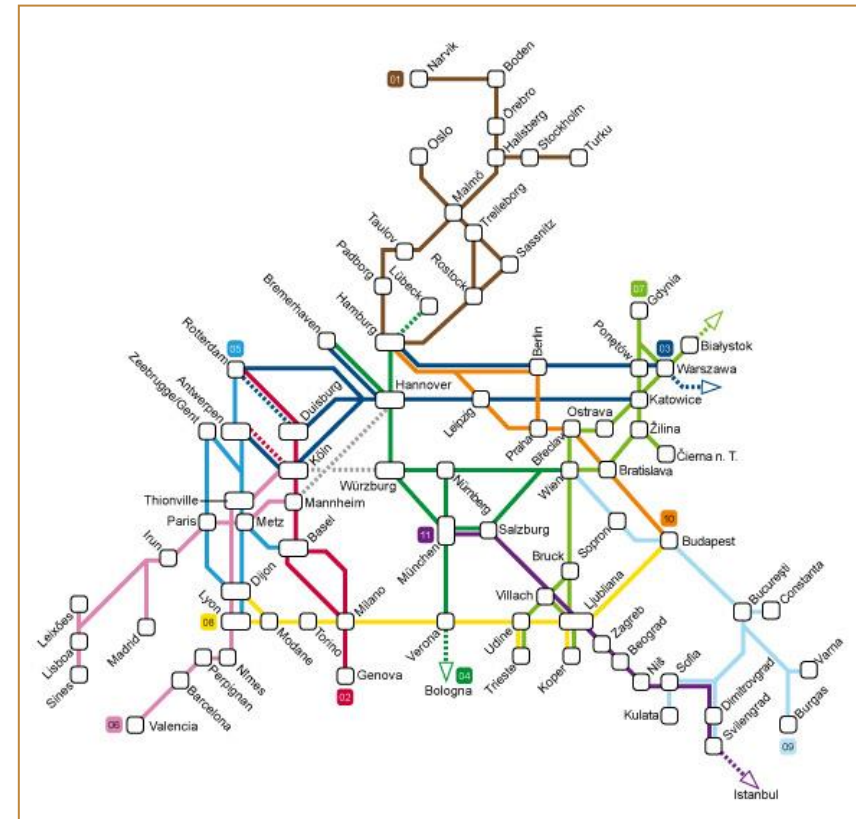 01
Narvik
Boden
Örebro
Hallsberg
Stockholm
Turku
Oslo
Malmö
Trelleborg
Taulov
Sassnitz
Padborg
Lübeck
Rostock
Hamburg
Bremerhaven
07
Gdynia
Rotterdam
05
Berlin
Ponętów
03
Białystok
Warszawa
Zeebrugge/Gent
Antwerpen
Duisburg
Hannover
Leipzig
Ostrava
Katowice
Praha
Břeclav
Žilina
Čierna n. T.
Köln
Würzburg
Nürnberg
Wien
Bratislava
Thionville
Mannheim
Paris
Metz
Basel
11
München
Salzburg
Sopron
10
Budapest
Irun
Dijon
Bruck
Leixões
Lisboa
Sines
Madrid
Lyon
08
Modane
Torino
Milano
Verona
Villach
Udine
Ljubliana
Trieste
Koper
Zagreb
Beograd
Niš
Sofia
Bucureşti
Constanta
Nimes
Perpignan
Barcelona
06
Valencia
Genova
02
Bologna
04
Kulata
Dimitrovgrad
Svilengrad
Varna
Burgas
09
Istanbul